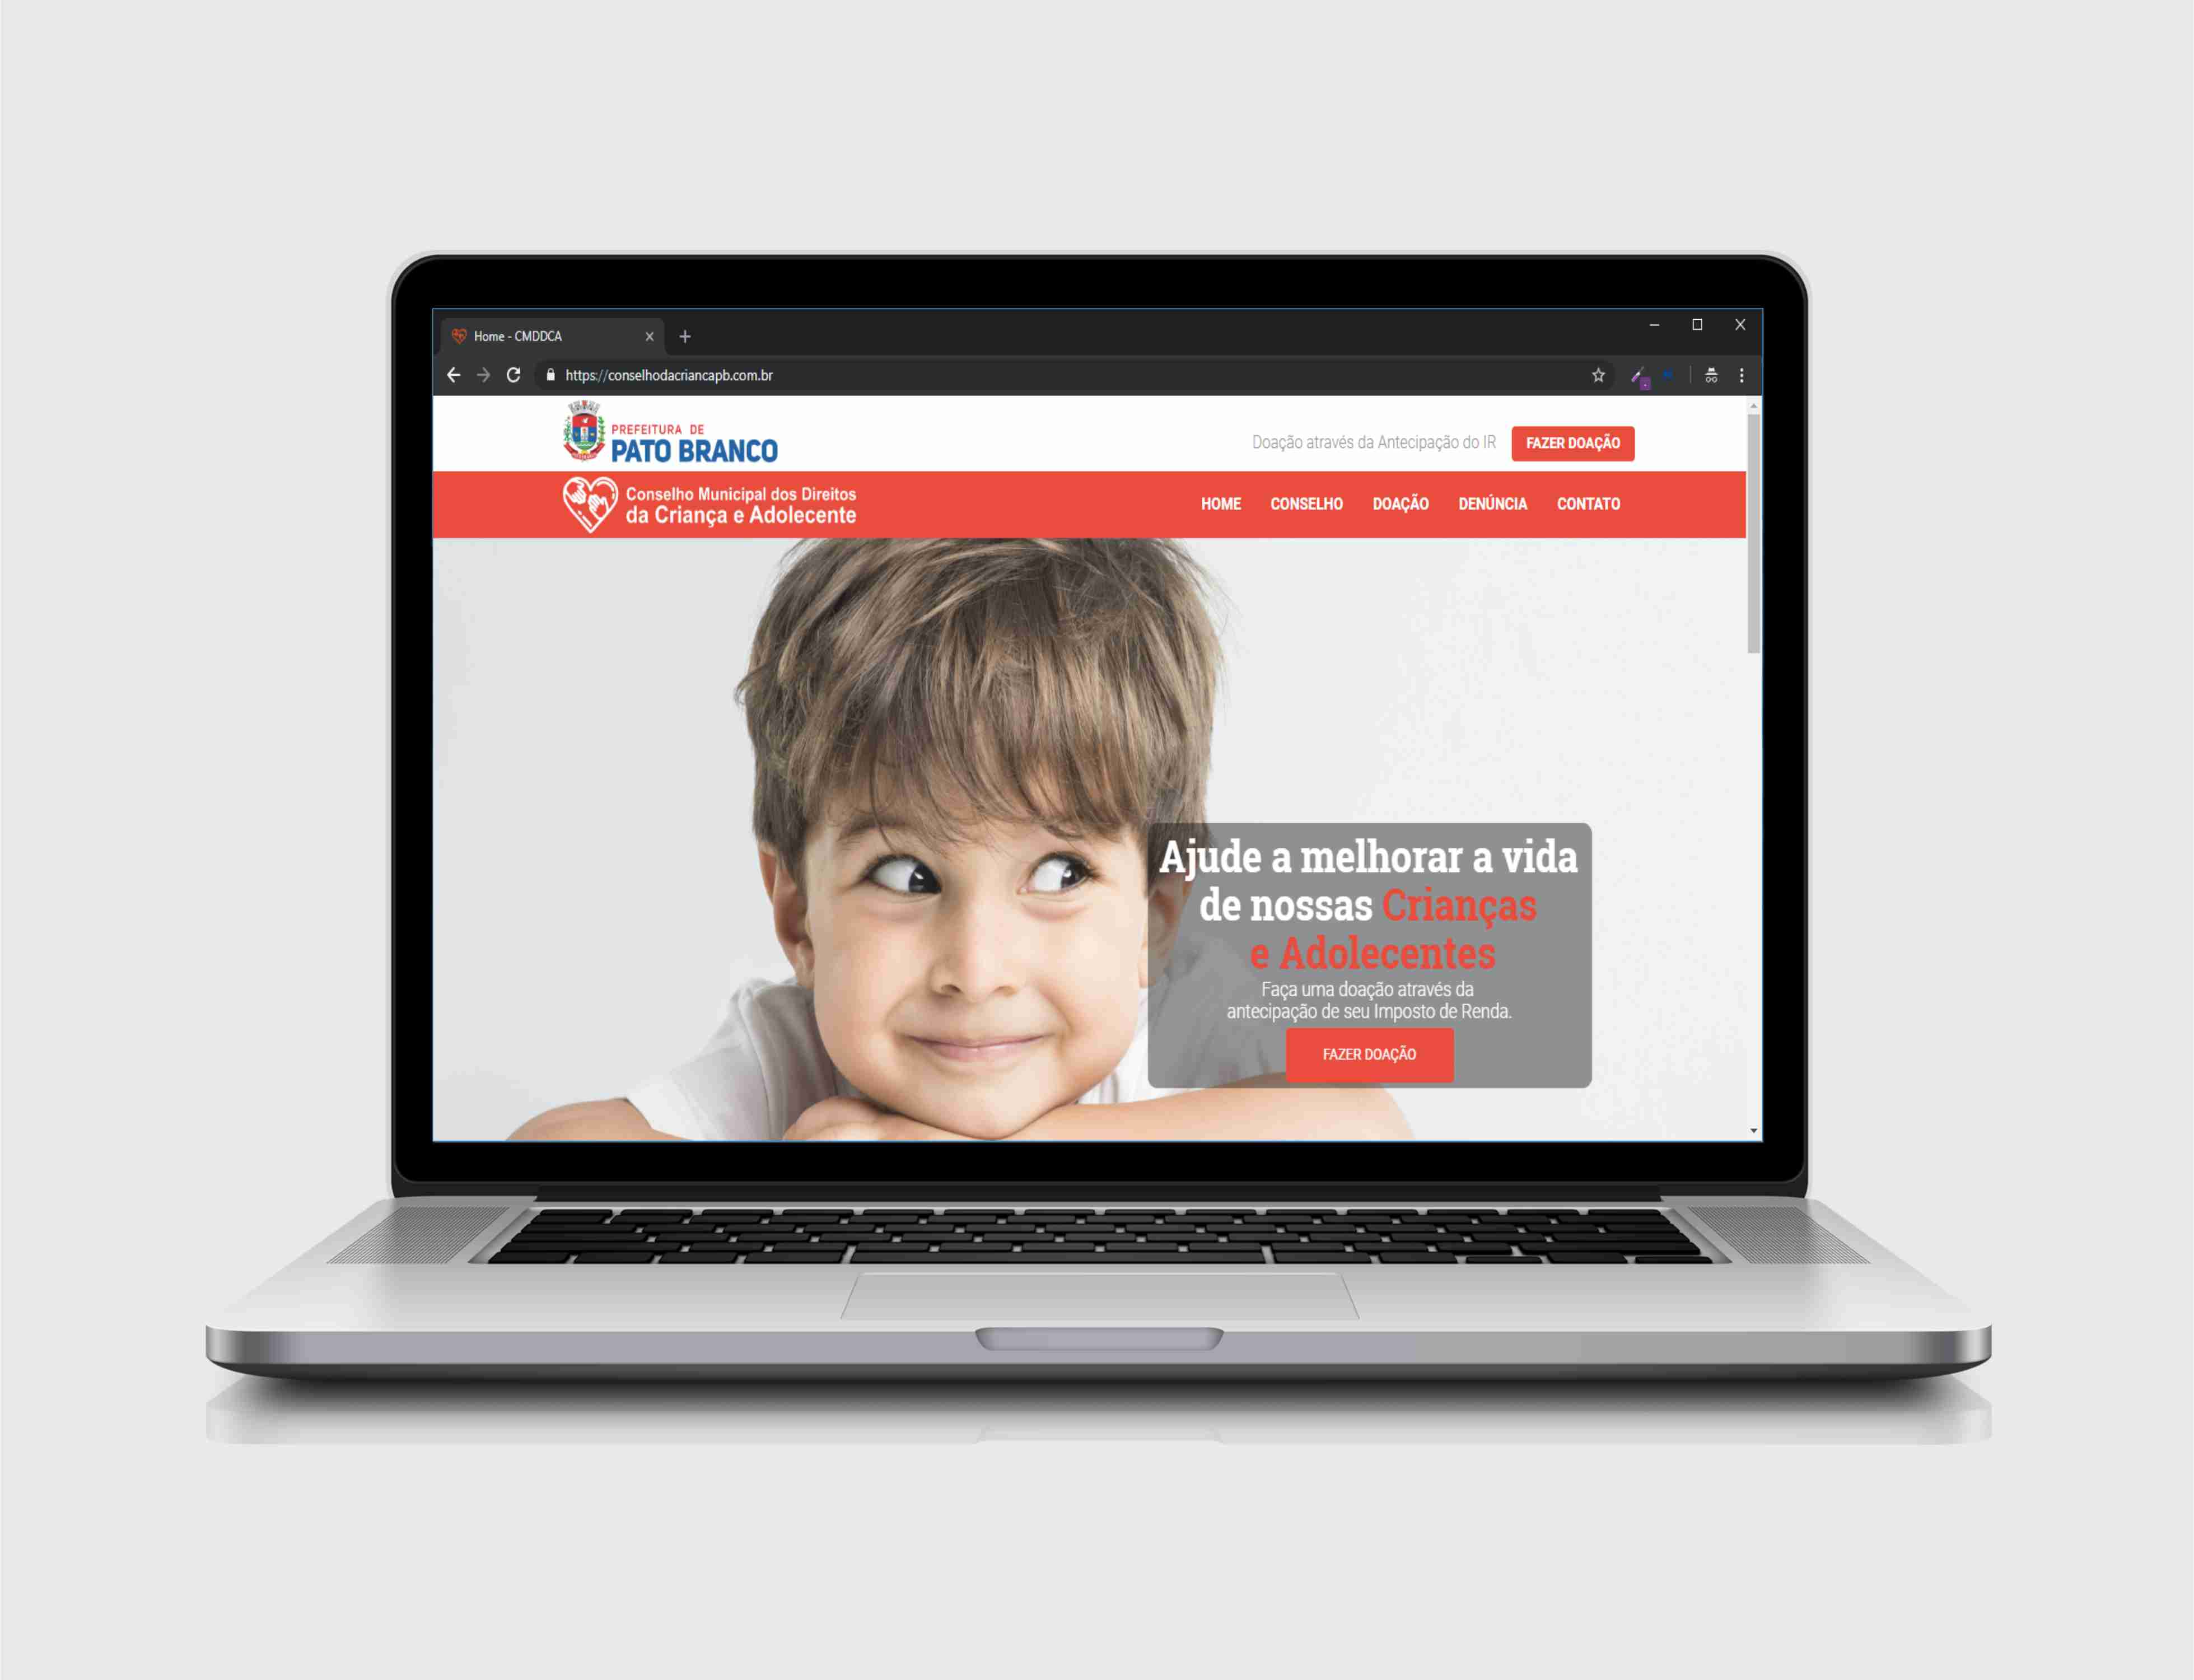 Home - CMDDCA
https://conselhodacriancapb.com.br
PREFEITURA DE
PATO BRANCO
Doação através da Antecipação do IR
FAZER DOAÇÃO
Conselho Municipal dos Direitos
da Criança e Adolecente
HOME CONSELHO DOAÇÃO DENÚNCIA CONTATO
Ajude a melhorar a vida
de nossas Crianças
e Adolecentes
Faça uma doação através da
antecipação de seu Imposto de Renda.
FAZER DOAÇÃO